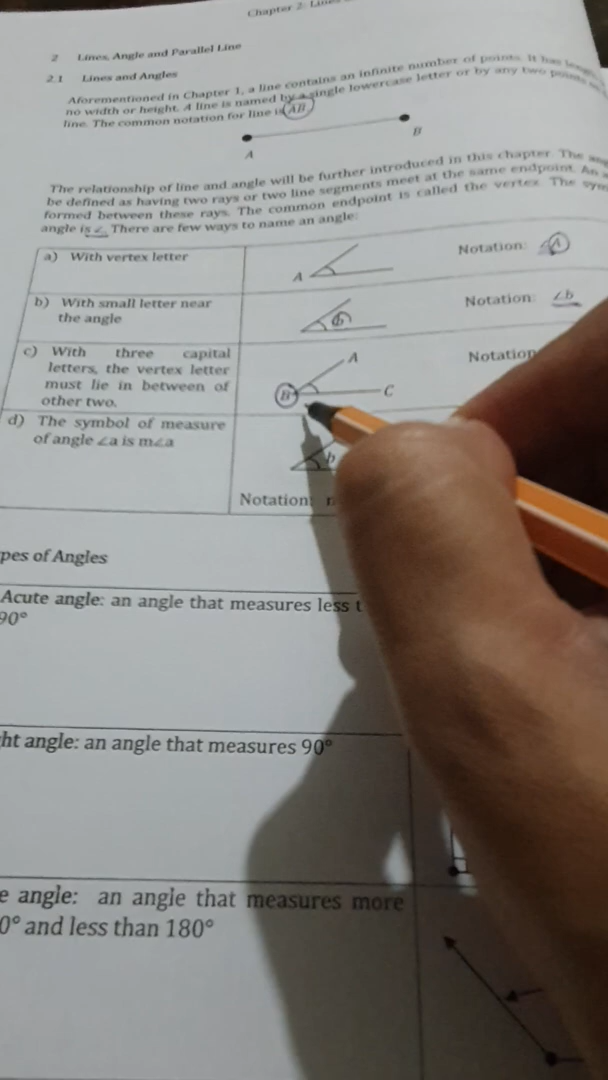 Chapter 2: Lines
2 Lines, Angle and Parallel Line
2.1 Lines and Angles
Aforementioned in Chapter 1, a line contains an infinite number of points. It has
no width or height. A line is named by a single lowercase letter or by any two points
line. The common notation for line is AB
A B
The relationship of line and angle will be further introduced in this chapter. The
be defined as having two rays or two line segments meet at the same endpoint. An
formed between these rays. The common endpoint is called the vertex. The
angle is ∠. There are few ways to name an angle:
a) With vertex letter
A
Notation: ∠A
b) With small letter near
the angle
b
Notation: ∠b
c) With three capital
letters, the vertex letter
must lie in between of
other two.
A
B
C
Notation
d) The symbol of measure
of angle ∠a is m∠a
b
Notation:
pes of Angles
Acute angle: an angle that measures less t
90°
ht angle: an angle that measures 90°
e angle: an angle that measures more
0° and less than 180°